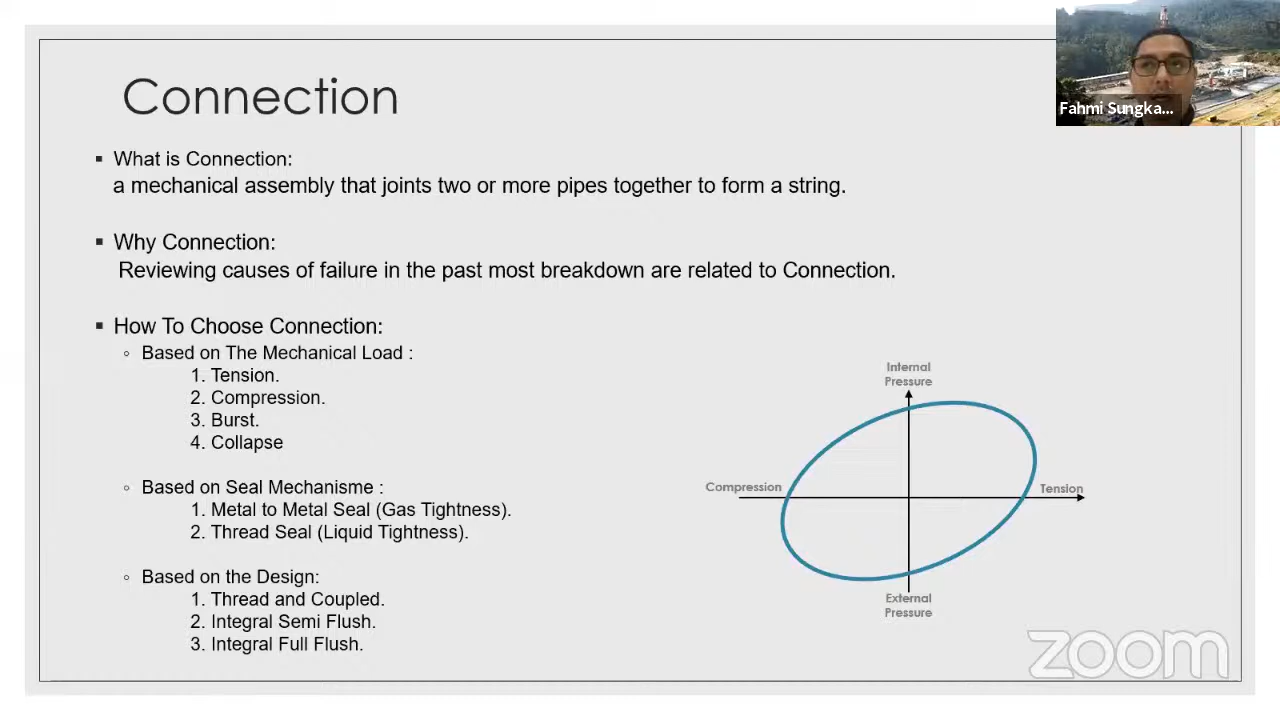 Connection
Fahmi Sungka...
What is Connection:
a mechanical assembly that joints two or more pipes together to form a string.
Why Connection:
Reviewing causes of failure in the past most breakdown are related to Connection.
How To Choose Connection:
Based on The Mechanical Load :
1. Tension.
2. Compression.
3. Burst.
4. Collapse
Based on Seal Mechanisme :
1. Metal to Metal Seal (Gas Tightness).
2. Thread Seal (Liquid Tightness).
Based on the Design:
1. Thread and Coupled.
2. Integral Semi Flush.
3. Integral Full Flush.
Internal
Pressure
Compression
Tension
External
Pressure
zoom